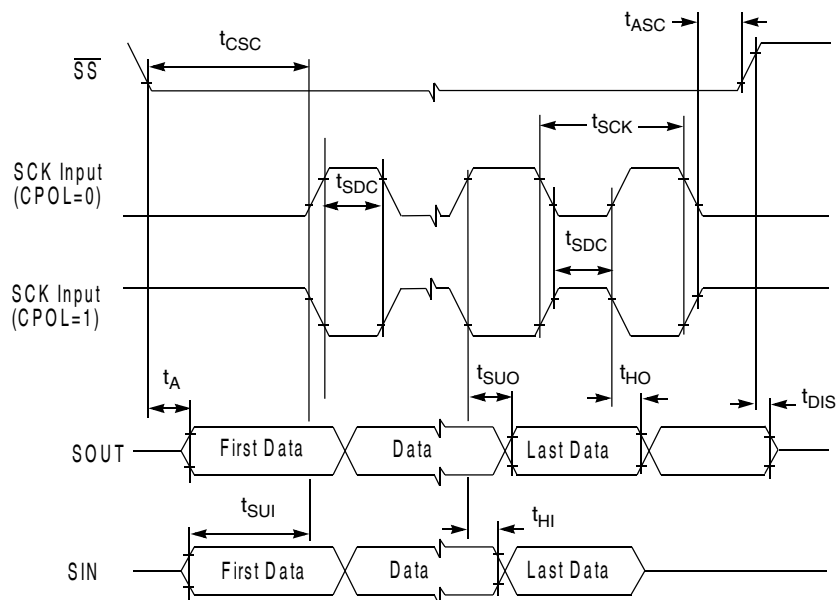 tCSC
tASC
SS
tSCK
SCK Input
(CPOL=0)
tSDC
tSDC
SCK Input
(CPOL=1)
tA
tSUO
tHO
tDIS
SOUT
First Data
Data
Last Data
tSUI
tHI
SIN
First Data
Data
Last Data